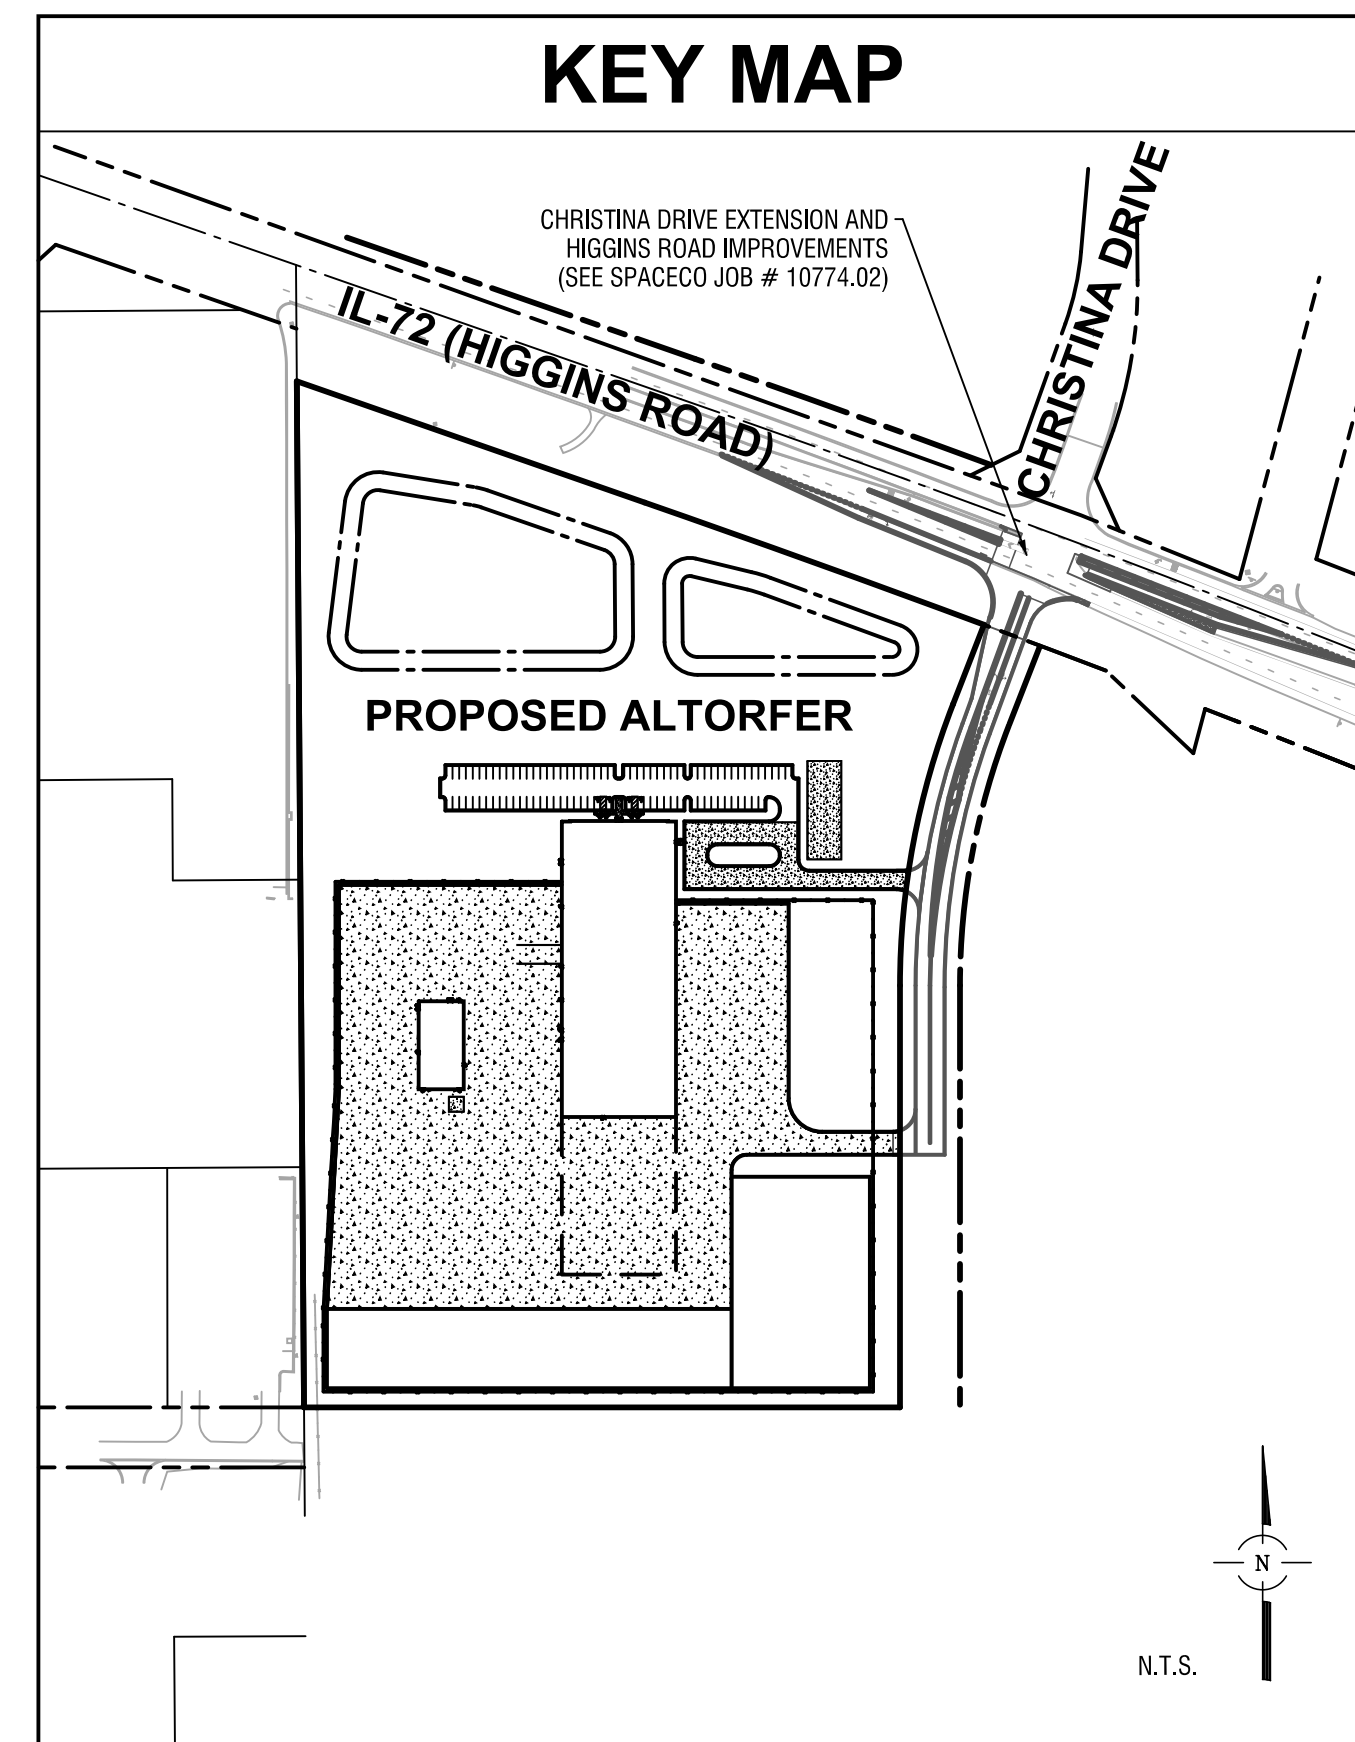 KEY MAP
CHRISTINA DRIVE EXTENSION AND
HIGGINS ROAD IMPROVEMENTS
(SEE SPACECO JOB # 10774.02)
CHRISTINA DRIVE
IL-72 (HIGGINS ROAD)
PROPOSED ALTORFER
N
N.T.S.